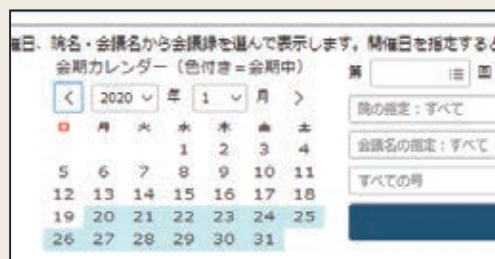 催日、院名・会議名から会議録を選んで表示します。開催日を指定すると
会期カレンダー（色付き＝会期中）
第 回
< 2020 年 1 月 >
院の指定：すべて
日 月 火 水 木 金 土
1 2 3 4
会議名の指定：すべて
5 6 7 8 9 10 11
すべての号
12 13 14 15 16 17 18
19 20 21 22 23 24 25
26 27 28 29 30 31